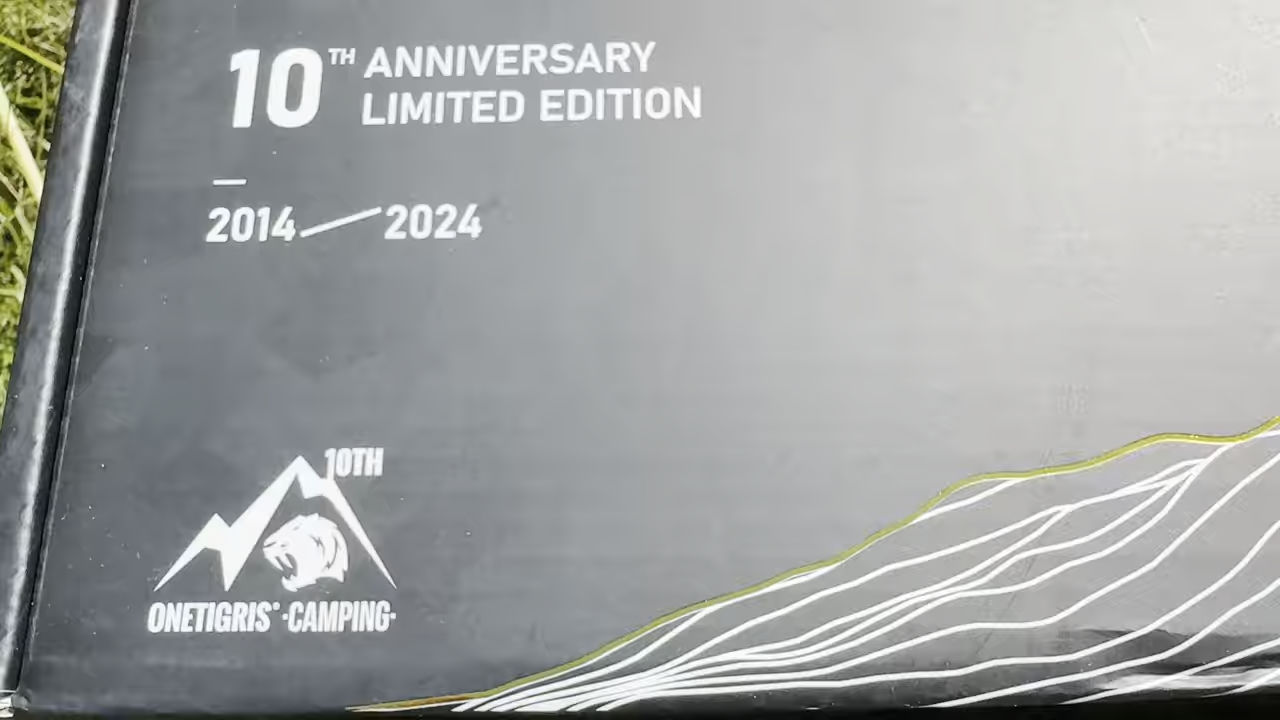 10TH ANNIVERSARY
LIMITED EDITION
2014 — 2024
10TH
ONETIGRIS® ·CAMPING·